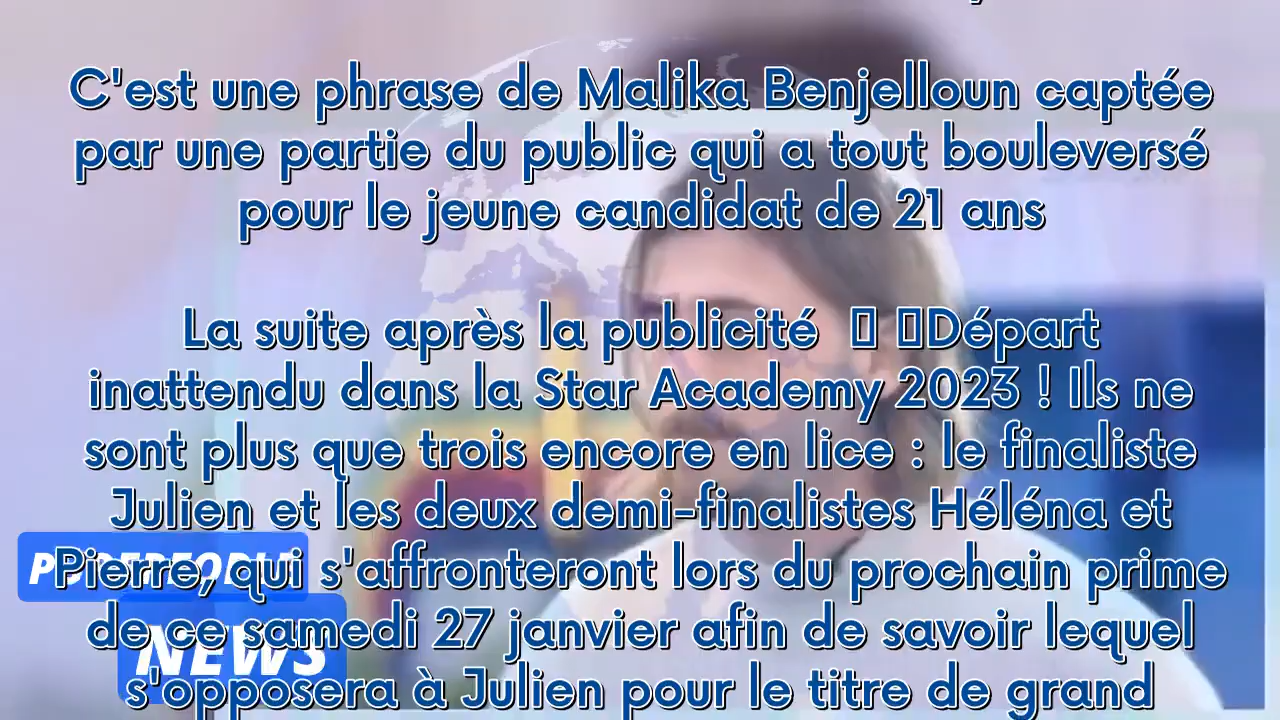 C'est une phrase de Malika Benjelloun captée
par une partie du public qui a tout bouleversé
pour le jeune candidat de 21 ans
La suite après la publicité Départ
inattendu dans la Star Academy 2023 ! Ils ne
sont plus que trois encore en lice : le finaliste
Julien et les deux demi-finalistes Héléna et
Pierre, qui s'affronteront lors du prochain prime
de ce samedi 27 janvier afin de savoir lequel
NEWS
s'opposera à Julien pour le titre de grand